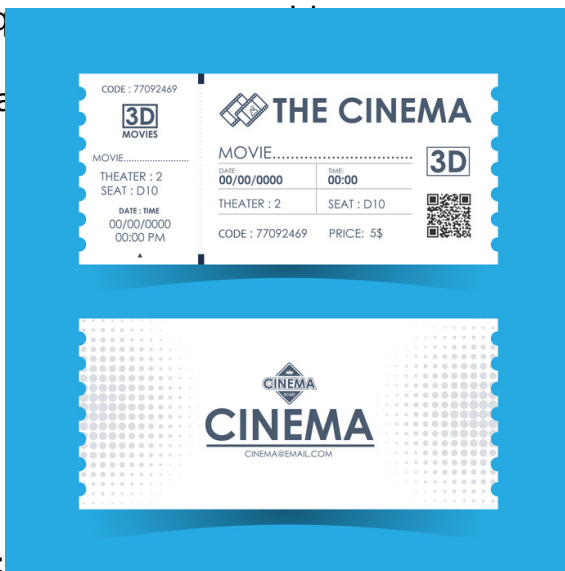 CODE : 77092469
3D
MOVIES
MOVIE........................
THEATER : 2
SEAT : D10
DATE : TIME
00/00/0000
00:00 PM
THE CINEMA
MOVIE................................
3D
DATE: TIME:
00/00/0000 00:00
THEATER : 2 SEAT : D10
CODE : 77092469 PRICE: 5$
CINEMA
TICKET
CINEMA
CINEMA@EMAIL.COM